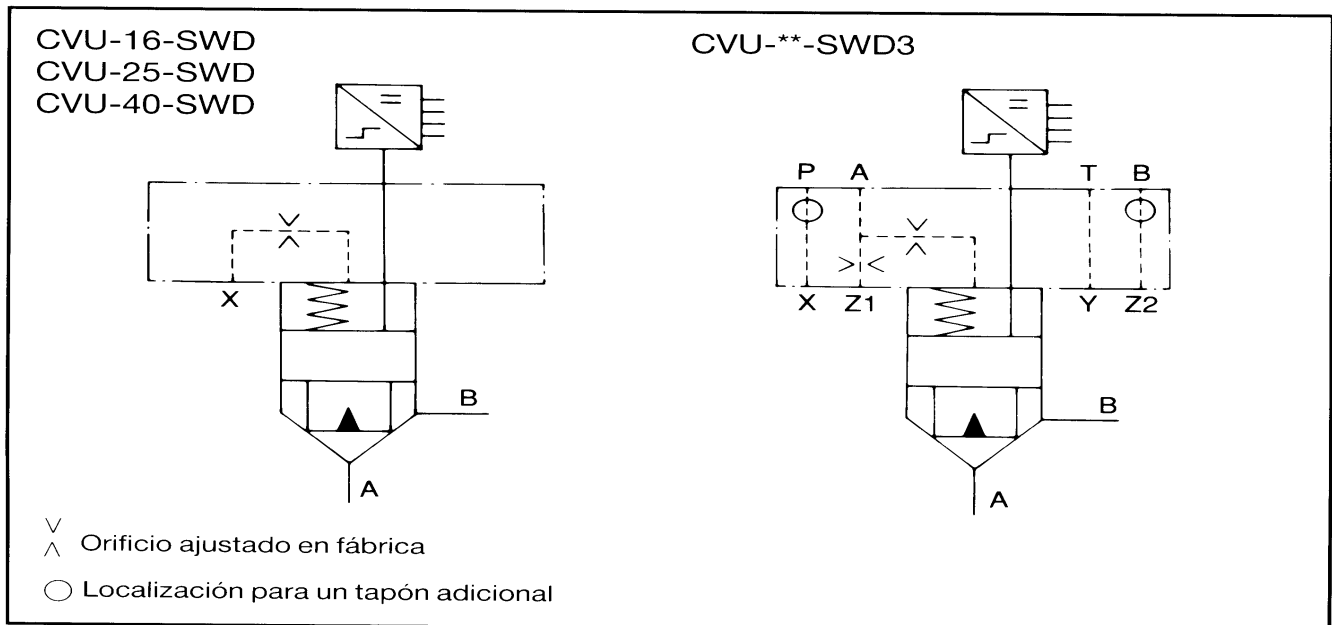 CVU-16-SWD
CVU-25-SWD
CVU-40-SWD
X
B
A
CVU-**-SWD3
P A T B
X Z1 Y Z2
B
A
Orificio ajustado en fábrica
Localización para un tapón adicional